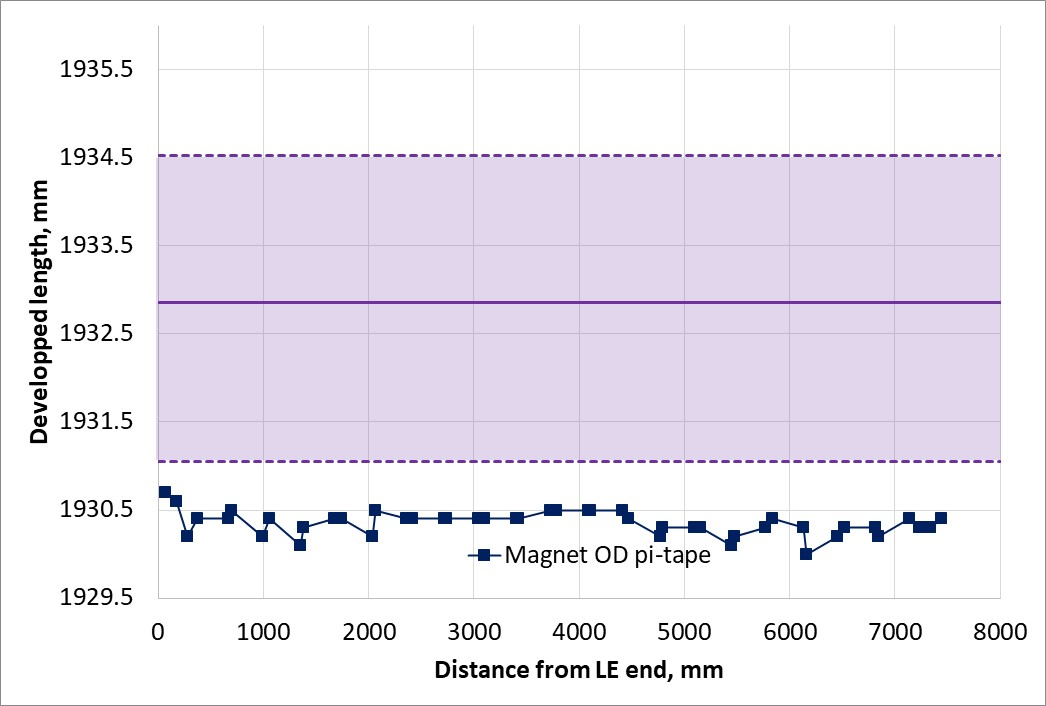 1935.5
1934.5
1933.5
1932.5
1931.5
1930.5
1929.5
Developped length, mm
Magnet OD pi-tape
0 1000 2000 3000 4000 5000 6000 7000 8000
Distance from LE end, mm